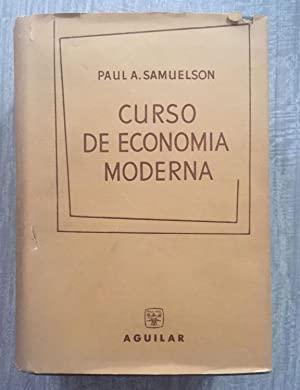 PAUL A. SAMUELSON
CURSO
DE ECONOMIA
MODERNA
AGUILAR